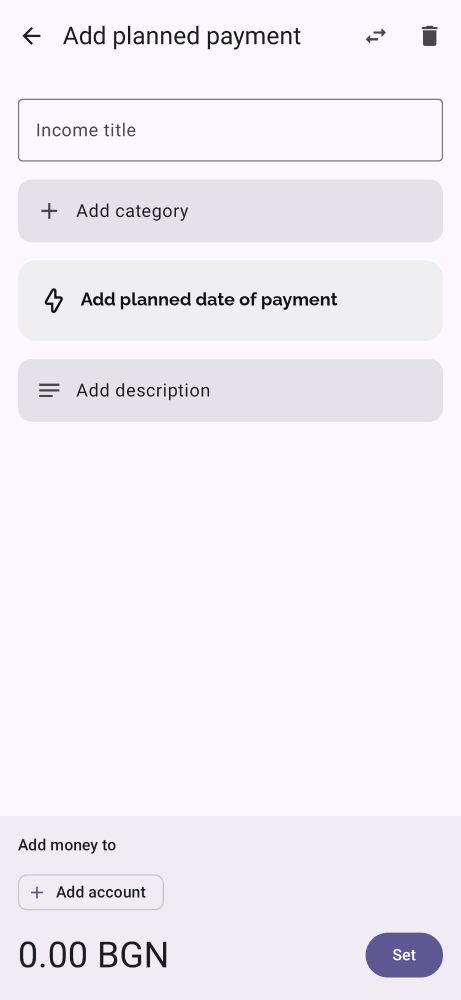 Add planned payment
Income title
Add category
Add planned date of payment
Add description
Add money to
Add account
0.00 BGN
Set